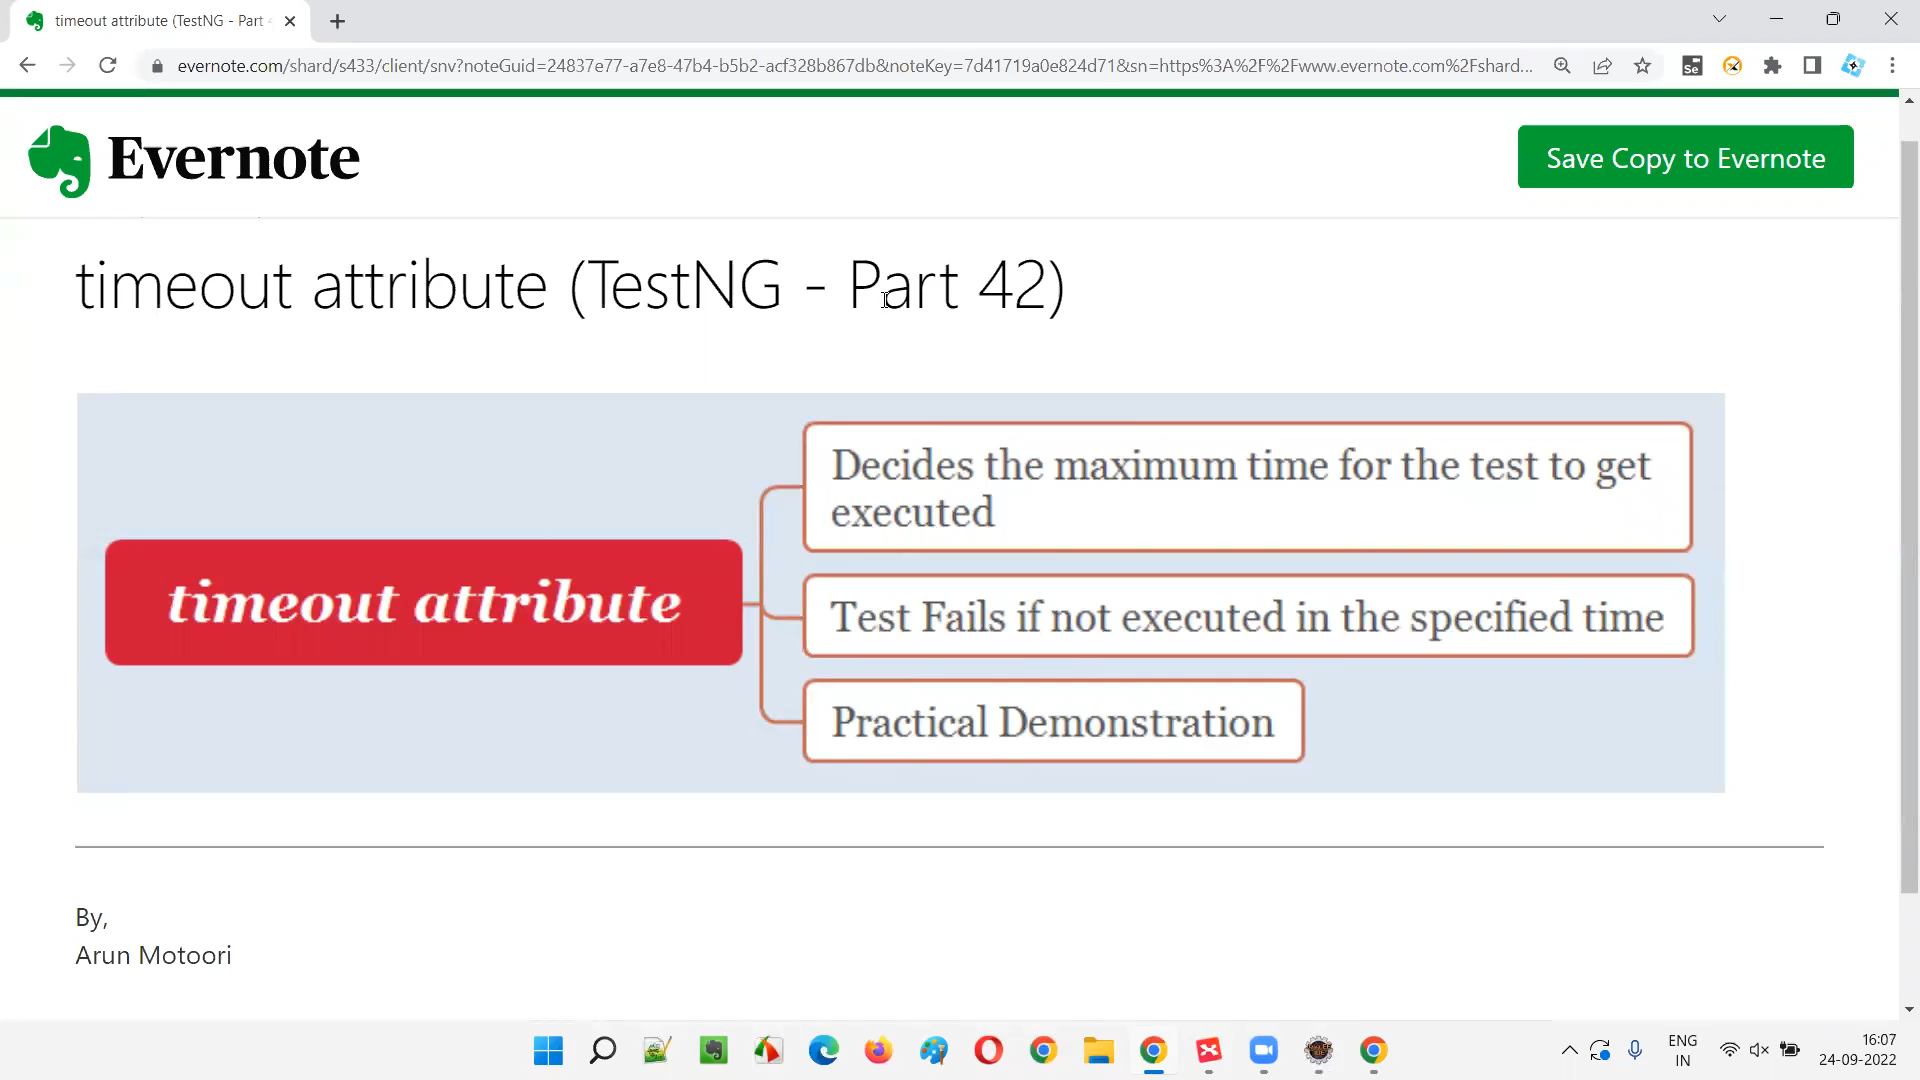 timeout attribute (TestNG - Part
evernote.com/shard/s433/client/snv?noteGuid=24837e77-a7e8-47b4-b5b2-acf328b867db&noteKey=7d41719a0e824d71&sn=https%3A%2F%2Fwww.evernote.com%2Fshard...
Se
Evernote
Save Copy to Evernote
timeout attribute (TestNG - Part 42)
Decides the maximum time for the test to get
executed
timeout attribute
Test Fails if not executed in the specified time
Practical Demonstration
By,
Arun Motoori
ENG
IN
16:07
24-09-2022